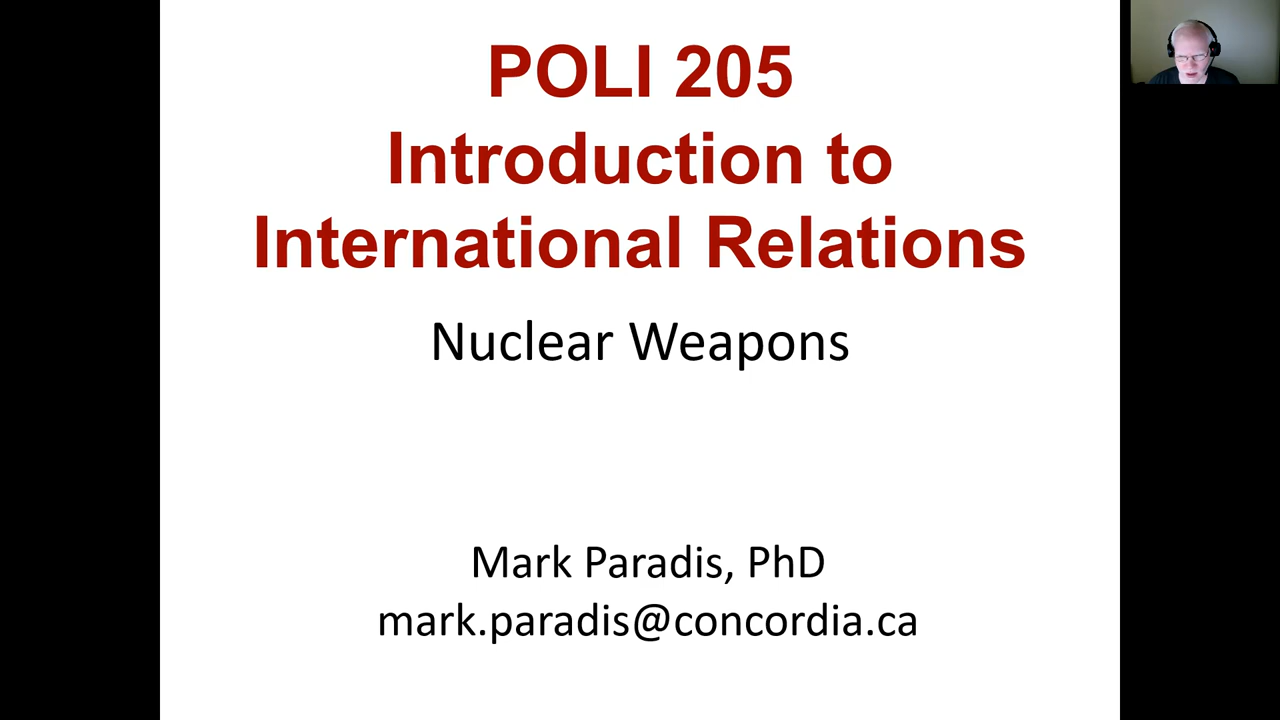 POLI 205
Introduction to
International Relations
Nuclear Weapons
Mark Paradis, PhD
mark.paradis@concordia.ca